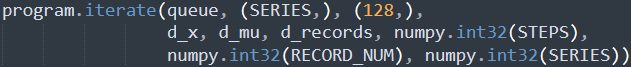 program.iterate(queue, (SERIES,), (128,),
d_x, d_mu, d_records, numpy.int32(STEPS),
numpy.int32(RECORD_NUM), numpy.int32(SERIES))